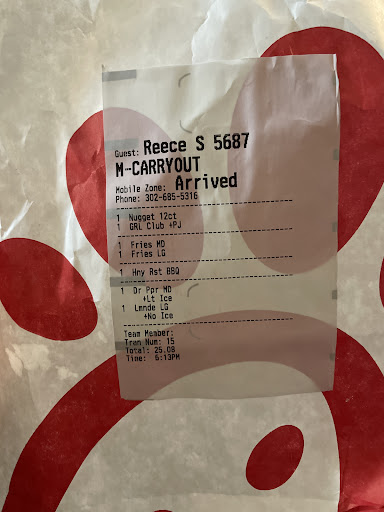 Guest: Reece S 5687
M-CARRYOUT
Mobile Zone: Arrived
Phone: 302-685-5316
1 Nugget 12ct
1 GRL Club +PJ
1 Fries MD
1 Fries LG
1 Hny Rst BBQ
1 Dr Ppr MD
+Lt Ice
1 Lmnde LG
+No Ice
Team Member:
Tran Num: 15
Total: 25.08
Time: 6:13PM